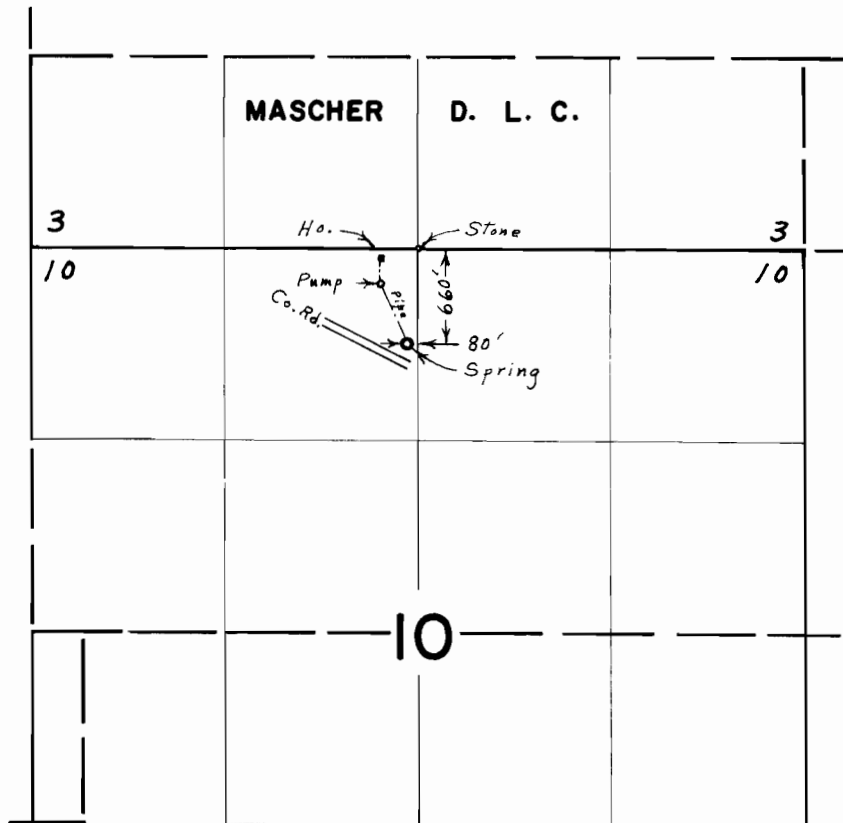 MASCHER D. L. C.
3 3
Ho. Stone
10 10
Pump
Pipe
Co. Rd.
660'
80'
Spring
10